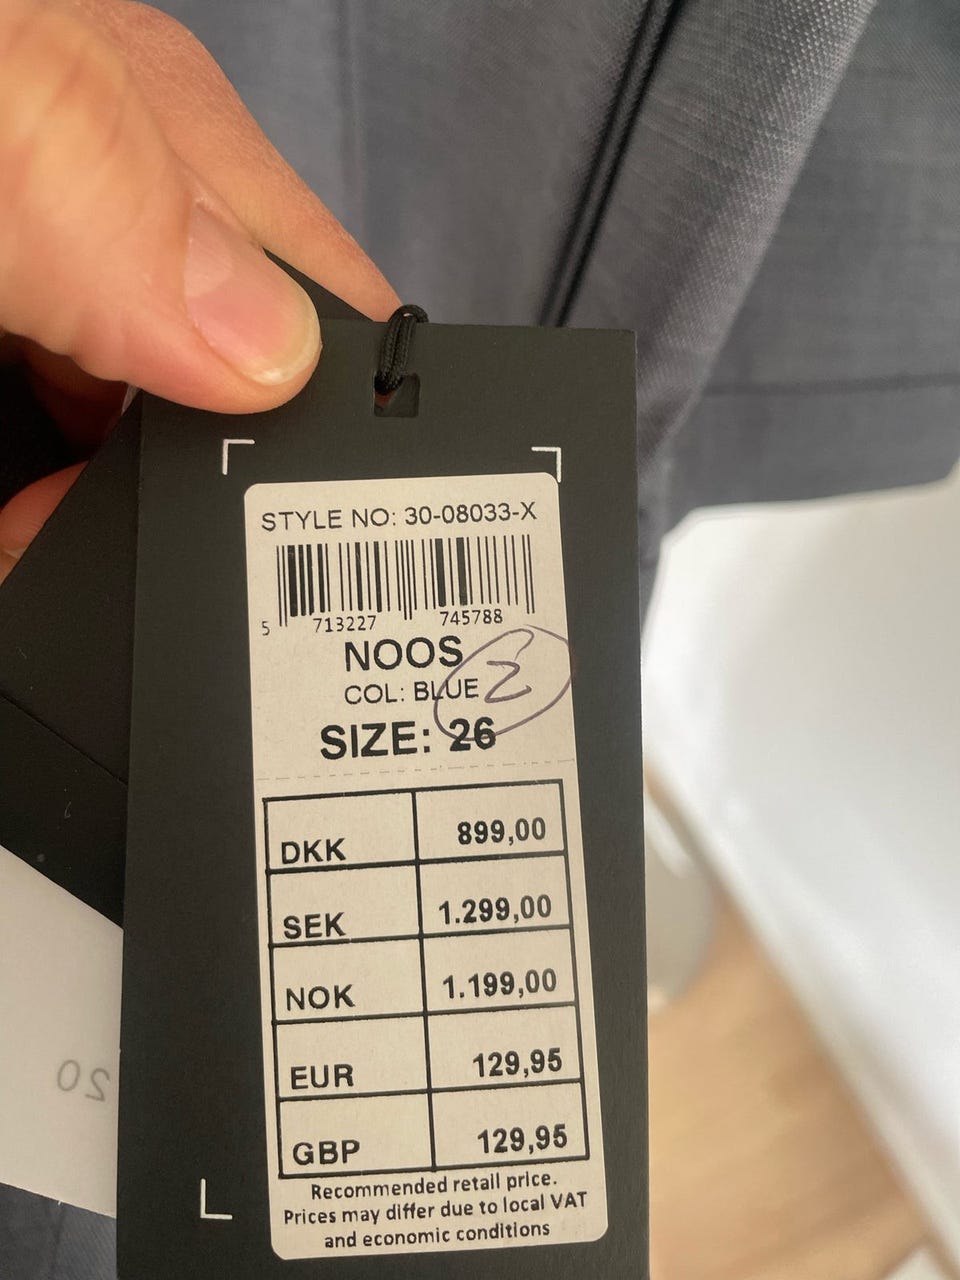 STYLE NO: 30-08033-X
5 713227 745788
NOOS
2
COL: BLUE
SIZE: 26
DKK 899,00
SEK 1.299,00
NOK 1.199,00
EUR 129,95
GBP 129,95
Recommended retail price.
Prices may differ due to local VAT
and economic conditions
20